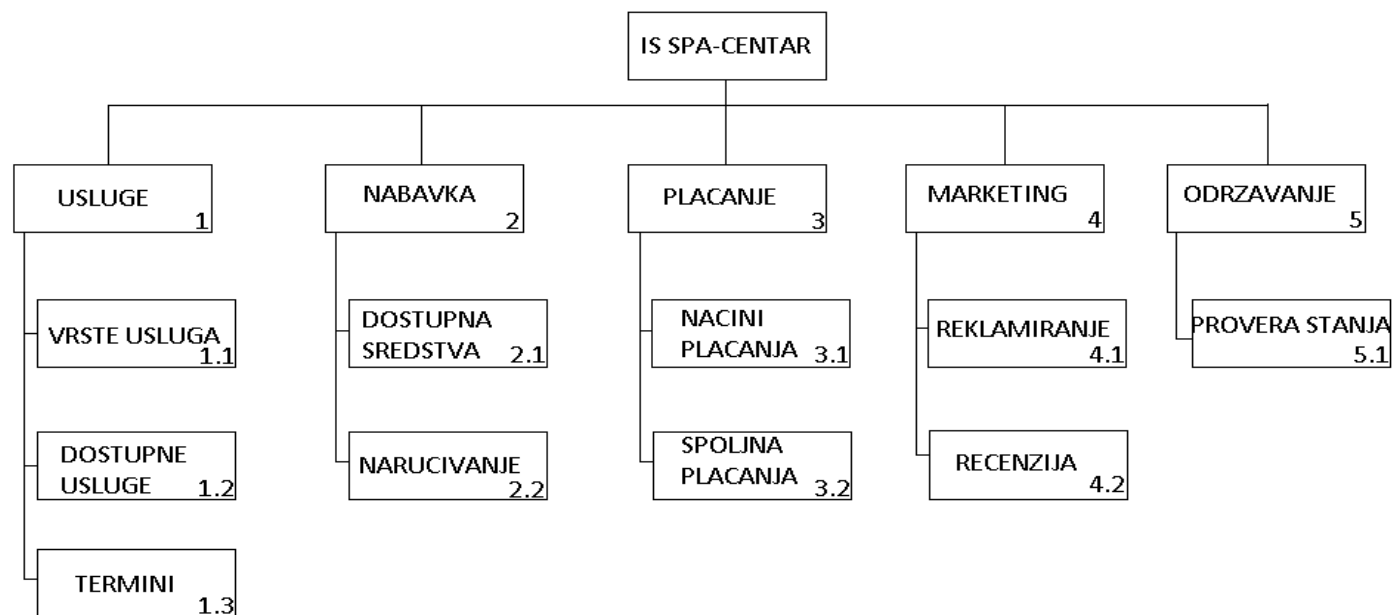 IS SPA-CENTAR
USLUGE
1
NABAVKA
2
PLACANJE
3
MARKETING
4
ODRZAVANJE
5
VRSTE USLUGA
1.1
DOSTUPNE
USLUGE
1.2
TERMINI
1.3
DOSTUPNA
SREDSTVA
2.1
NARUCIVANJE
2.2
NACINI
PLACANJA
3.1
SPOLJNA
PLACANJA
3.2
REKLAMIRANJE
4.1
RECENZIJA
4.2
PROVERA STANJA
5.1